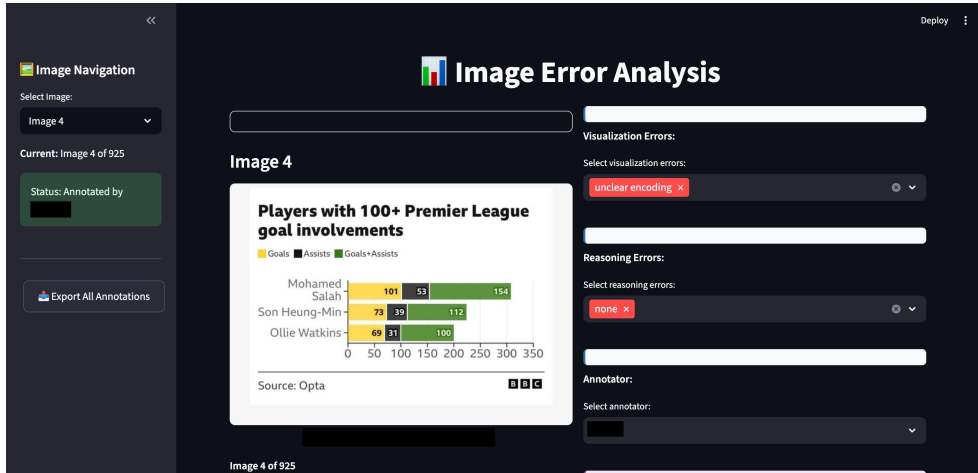 Deploy
🖼️ Image Navigation
Select Image:
Image 4
Current: Image 4 of 925
Status: Annotated by
📥 Export All Annotations
📊 Image Error Analysis
Image 4
Players with 100+ Premier League
goal involvements
Goals Assists Goals+Assists
Mohamed
Salah
101 53 154
Son Heung-Min
73 39 112
Ollie Watkins
69 31 100
0 50 100 150 200 250 300 350
Source: Opta
BBC
Image 4 of 925
Visualization Errors:
Select visualization errors:
unclear encoding ×
Reasoning Errors:
Select reasoning errors:
none ×
Annotator:
Select annotator: